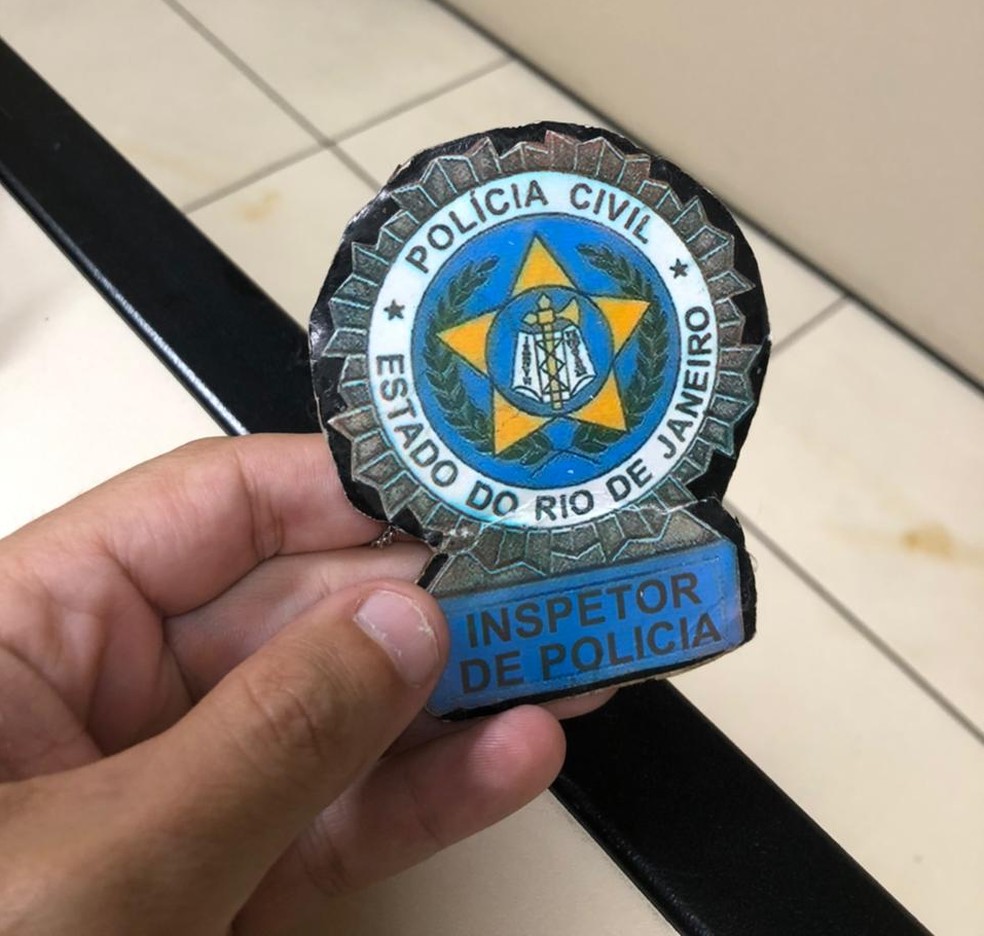 POLÍCIA CIVIL
ESTADO DO RIO DE JANEIRO
INSPETOR
DE POLICIA